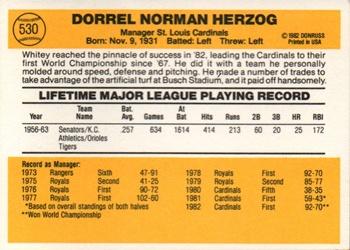 530
DORREL NORMAN HERZOG
Manager St. Louis Cardinals
Born: Nov. 9, 1931 Batted: Left Threw: Left
© 1982 DONRUSS
Printed in USA
Whitey reached the pinnacle of success in '82, leading the Cardinals to their
first World Championship since '67. He did it with a team he personally
molded around speed, defense and pitching. He made a number of trades
to take advantage of the artificial turf at Busch Stadium, and it paid off.
LIFETIME MAJOR LEAGUE PLAYING RECORD
Year Team Name Bat. Avg. Games At Bat Hits Runs 2B 3B HR RBI
1956-63 Senators/K.C. .257 634 1614 414 213 60 20 25 172
Athletics/Orioles
Tigers
Record as Manager:
1973 Rangers Sixth 47-91
1975 Royals Second 41-25
1976 Royals First 90-72
1977 Royals First 102-60
*Based on overall standings of both halves
**Won World Championship
1978 Royals First 92-70
1979 Royals Second 85-77
1980 Cardinals Fifth 38-35
1981 Cardinals First 59-43*
1982 Cardinals First 92-70**